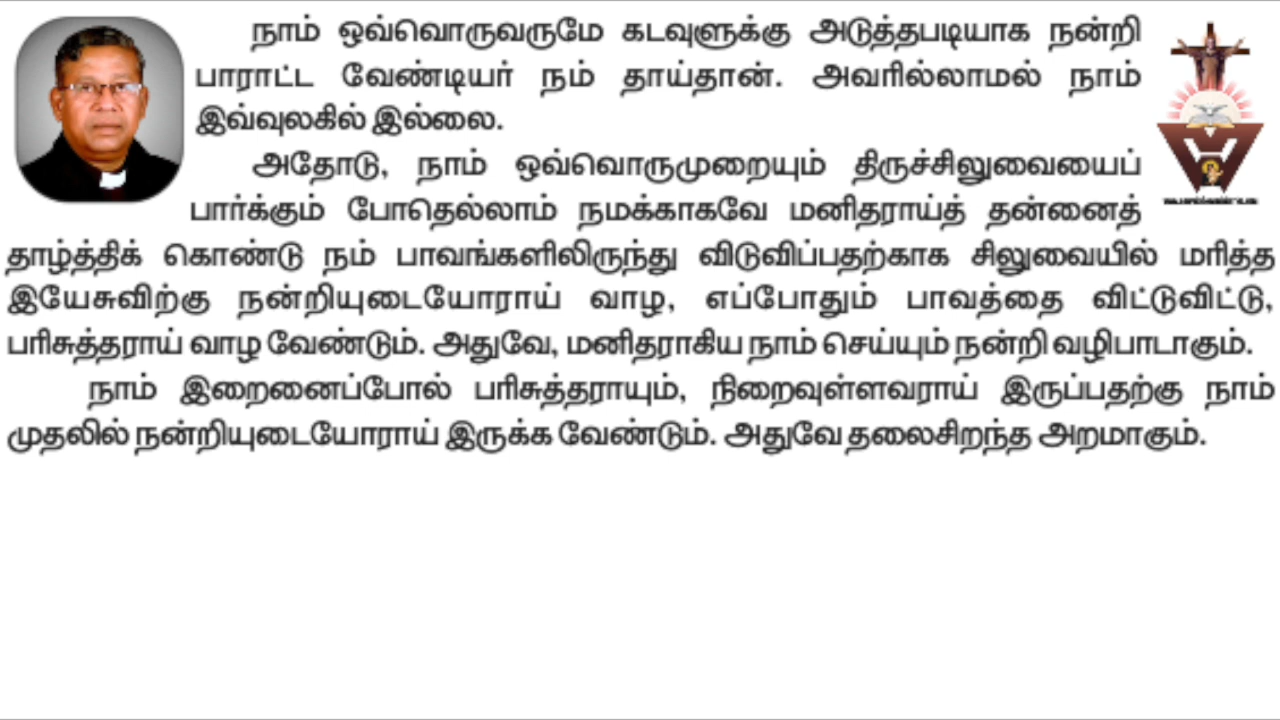 நாம் ஒவ்வொருவருமே கடவுளுக்கு அடுத்தபடியாக நன்றி
பாராட்ட வேண்டியர் நம் தாய்தான். அவரில்லாமல் நாம்
இவ்வுலகில் இல்லை.
அதோடு, நாம் ஒவ்வொருமுறையும் திருச்சிலுவையைப்
பார்க்கும் போதெல்லாம் நமக்காகவே மனிதராய்த் தன்னைத்
தாழ்த்திக் கொண்டு நம் பாவங்களிலிருந்து விடுவிப்பதற்காக சிலுவையில் மரித்த
இயேசுவிற்கு நன்றியுடையோராய் வாழ, எப்போதும் பாவத்தை விட்டுவிட்டு,
பரிசுத்தராய் வாழ வேண்டும். அதுவே, மனிதராகிய நாம் செய்யும் நன்றி வழிபாடாகும்.
நாம் இறைனைப்போல் பரிசுத்தராயும், நிறைவுள்ளவராய் இருப்பதற்கு நாம்
முதலில் நன்றியுடையோராய் இருக்க வேண்டும். அதுவே தலைசிறந்த அறமாகும்.